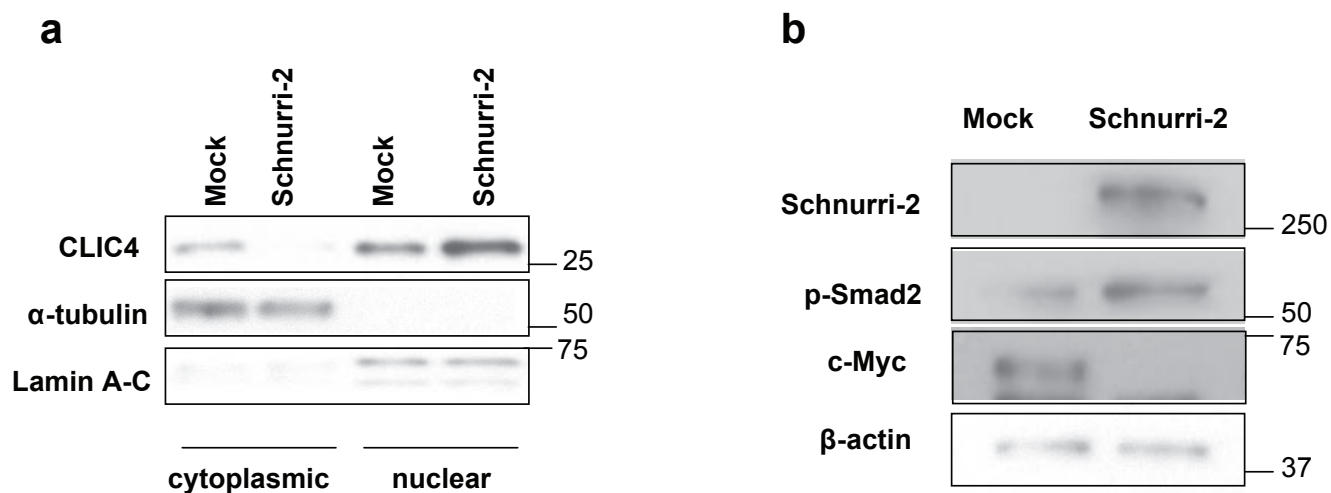 a
Mock
Schnurri-2
Mock
Schnurri-2
CLIC4
25
α-tubulin
50
75
Lamin A-C
cytoplasmic
nuclear
b
Mock Schnurri-2
Schnurri-2
250
p-Smad2
50
75
c-Myc
β-actin
37